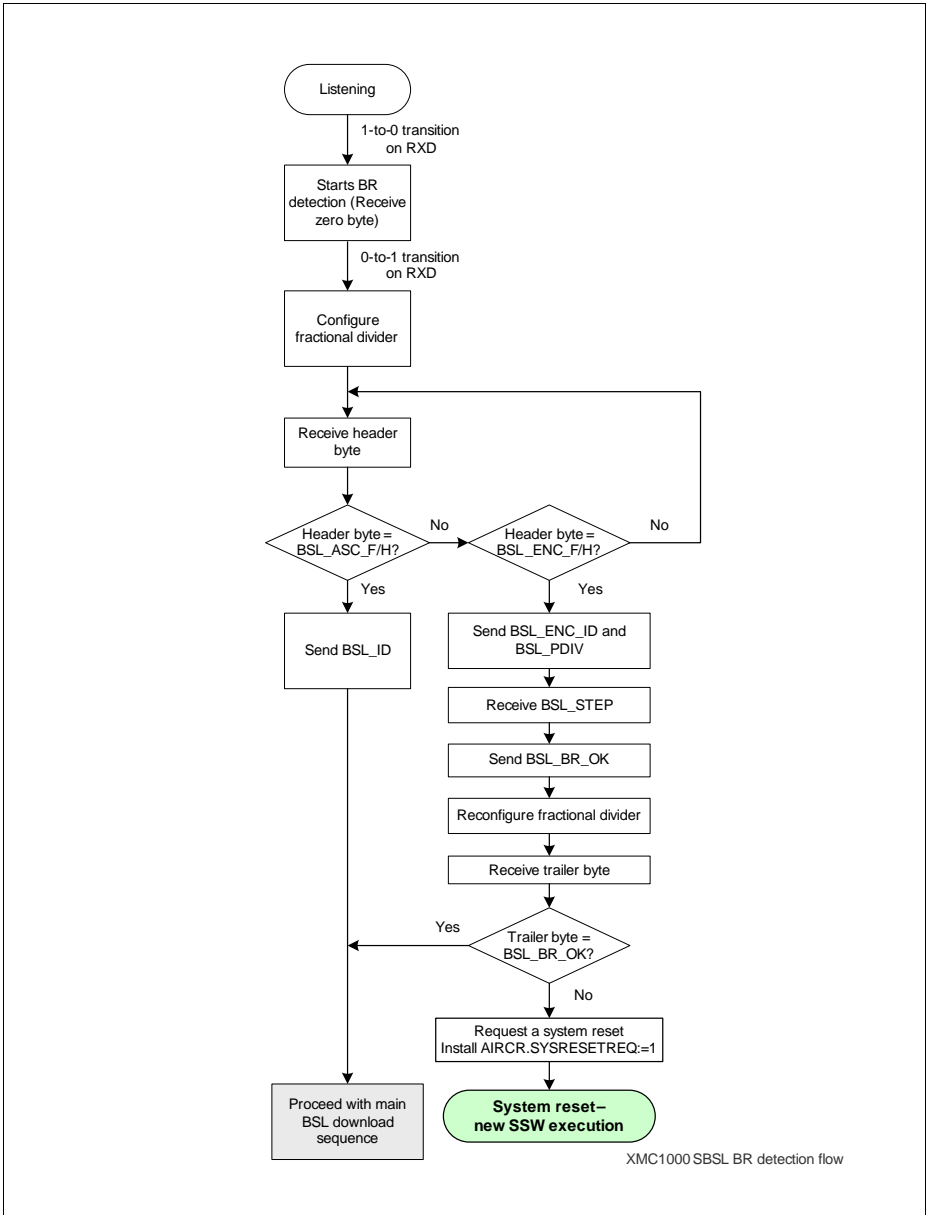 Listening
1-to-0 transition
on RXD
Starts BR
detection (Receive
zero byte)
0-to-1 transition
on RXD
Configure
fractional divider
Receive header
byte
Header byte =
BSL_ASC_F/H?
No
Header byte =
BSL_ENC_F/H?
No
Yes
Yes
Send BSL_ID
Send BSL_ENC_ID and
BSL_PDIV
Receive BSL_STEP
Send BSL_BR_OK
Reconfigure fractional divider
Receive trailer byte
Yes
Trailer byte =
BSL_BR_OK?
No
Request a system reset
Install AIRCR.SYSRESETREQ:=1
Proceed with main
BSL download
sequence
System reset–
new SSW execution
XMC1000 SBSL BR detection flow